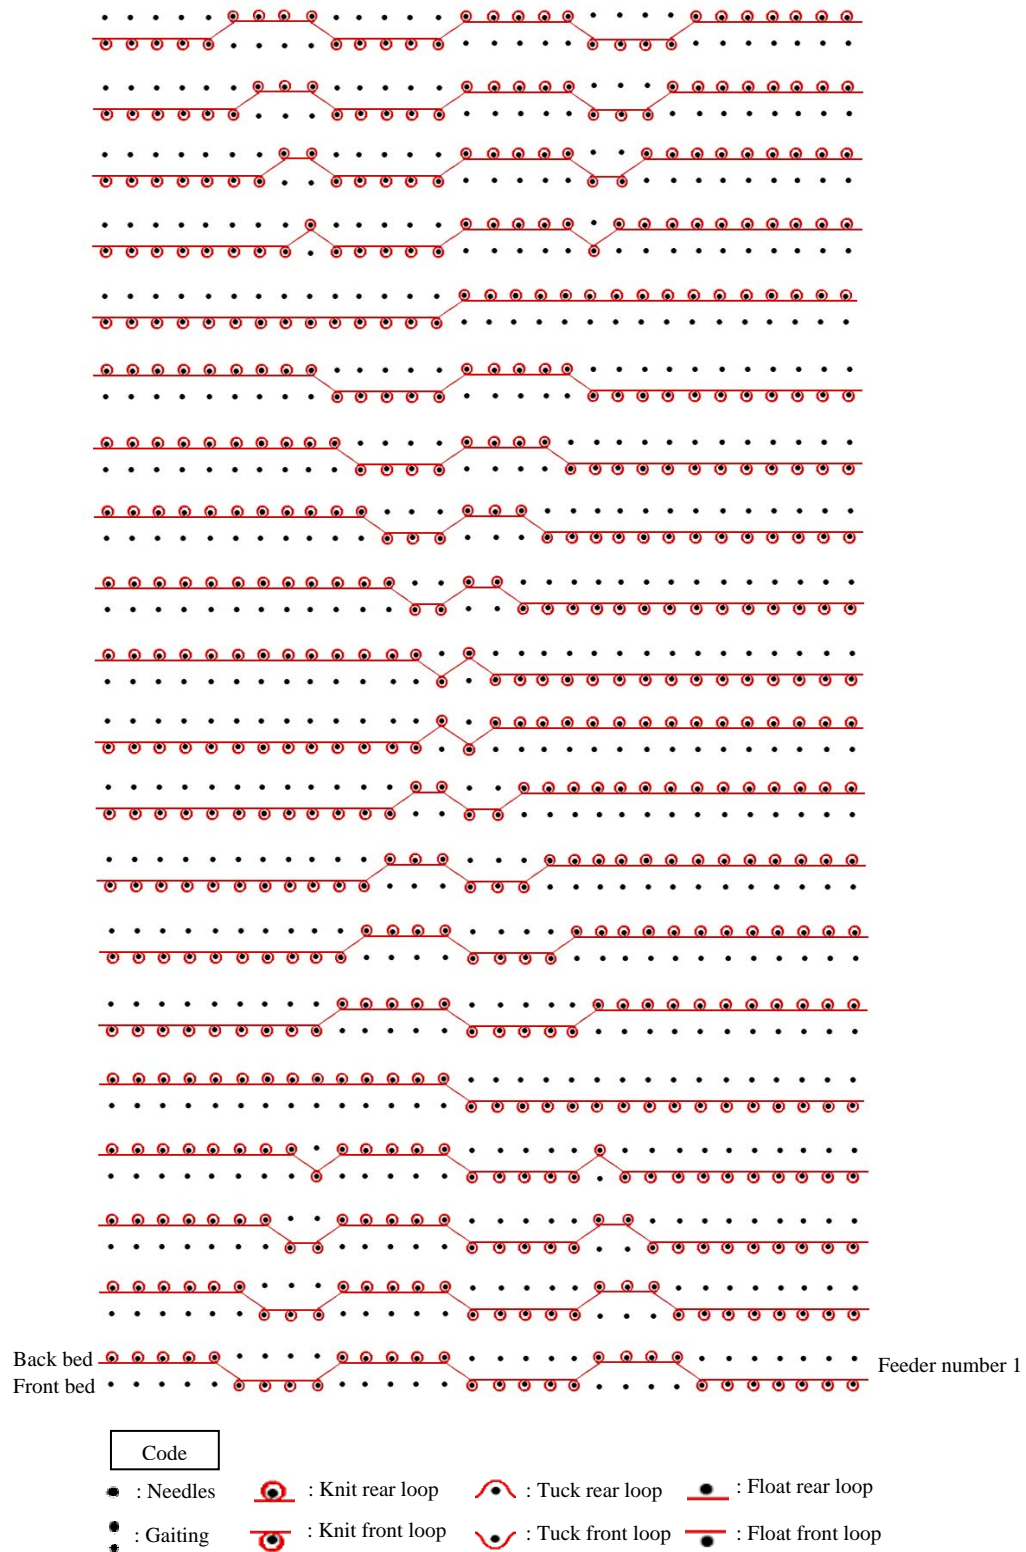 Back bed
Feeder number 1
Front bed
Code
: Needles
: Knit rear loop
: Tuck rear loop
: Float rear loop
: Gaiting
: Knit front loop
: Tuck front loop
: Float front loop